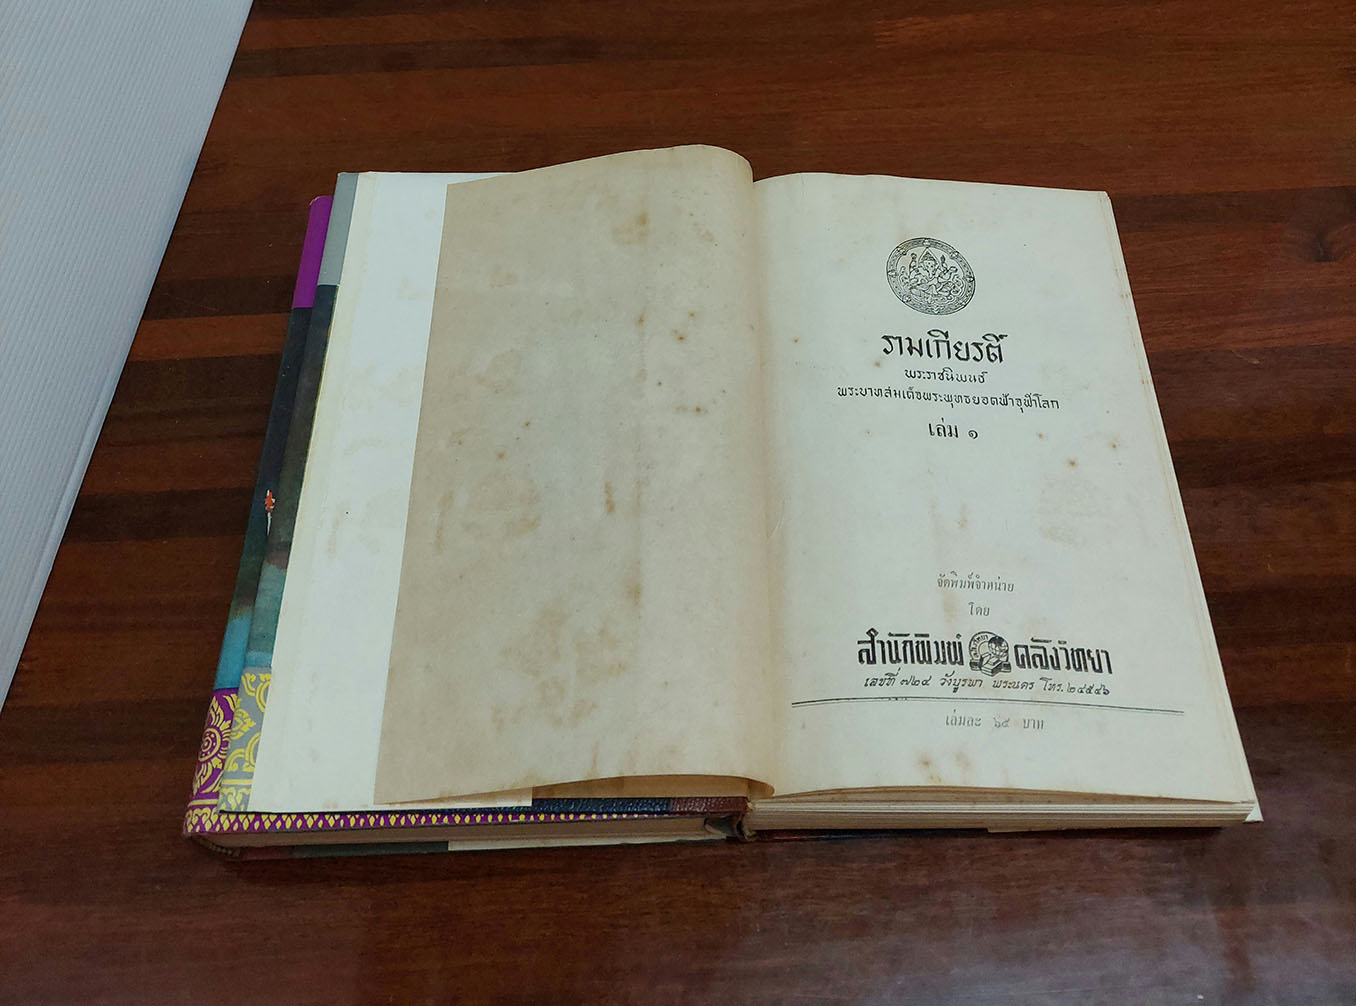 รามเกียรติ์
พระราชนิพนธ์
พระบาทสมเด็จพระพุทธยอดฟ้าจุฬาโลก
เล่ม ๑
จัดพิมพ์จำหน่าย
โดย
สำนักพิมพ์ คลังวิทยา
เลขที่ ๗๒๔ วังบูรพา พระนคร โทร. ๒๔๕๔๖
เล่มละ ๖๕ บาท